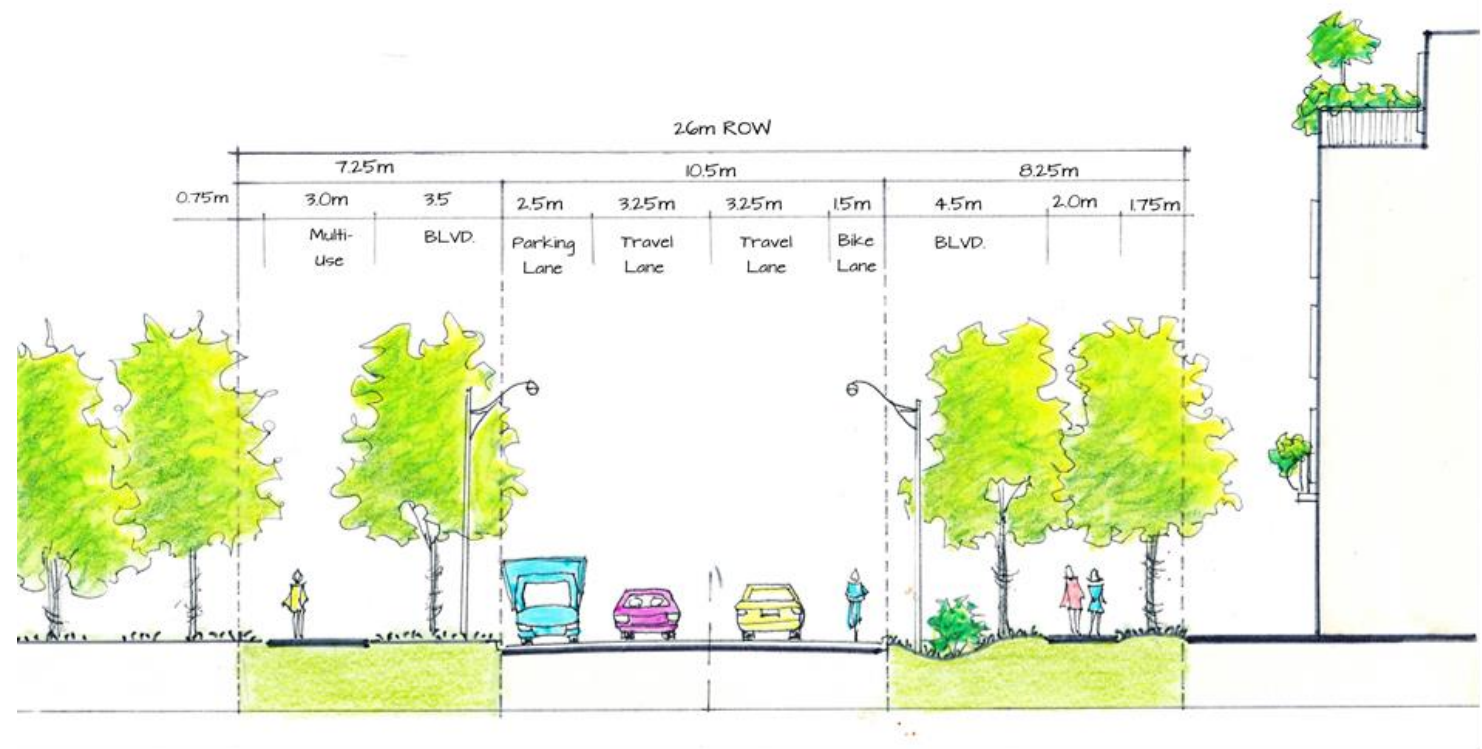 26m ROW
7.25m 10.5m 8.25m
0.75m 3.0m 3.5 2.5m 3.25m 3.25m 1.5m 4.5m 2.0m 1.75m
Multi- BLVD. Parking Travel Travel Bike BLVD.
Use Lane Lane Lane Lane